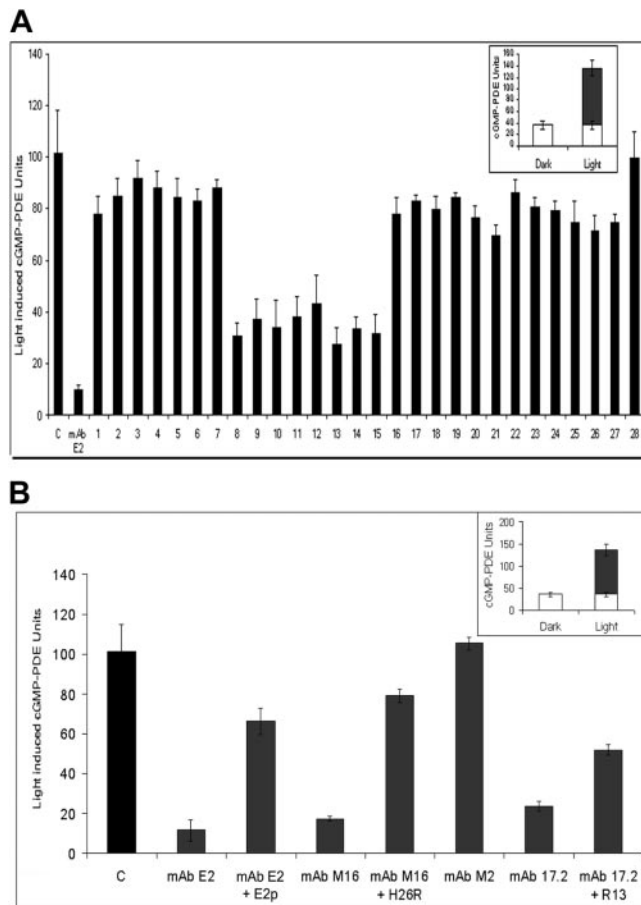 A
Light induced cGMP-PDE Units
140
120
100
80
60
40
20
0
C mAb E2 1 2 3 4 5 6 7 8 9 10 11 12 13 14 15 16 17 18 19 20 21 22 23 24 25 26 27 28
cGMP-PDE Units
160
140
120
100
80
60
40
20
0
Dark Light
B
Light induced cGMP-PDE Units
140
120
100
80
60
40
20
0
C mAb E2 mAb E2 mAb M16 mAb M16 mAb M2 mAb 17.2 mAb 17.2
+ E2p + H26R + R13
cGMP-PDE Units
200
150
100
50
0
Dark Light